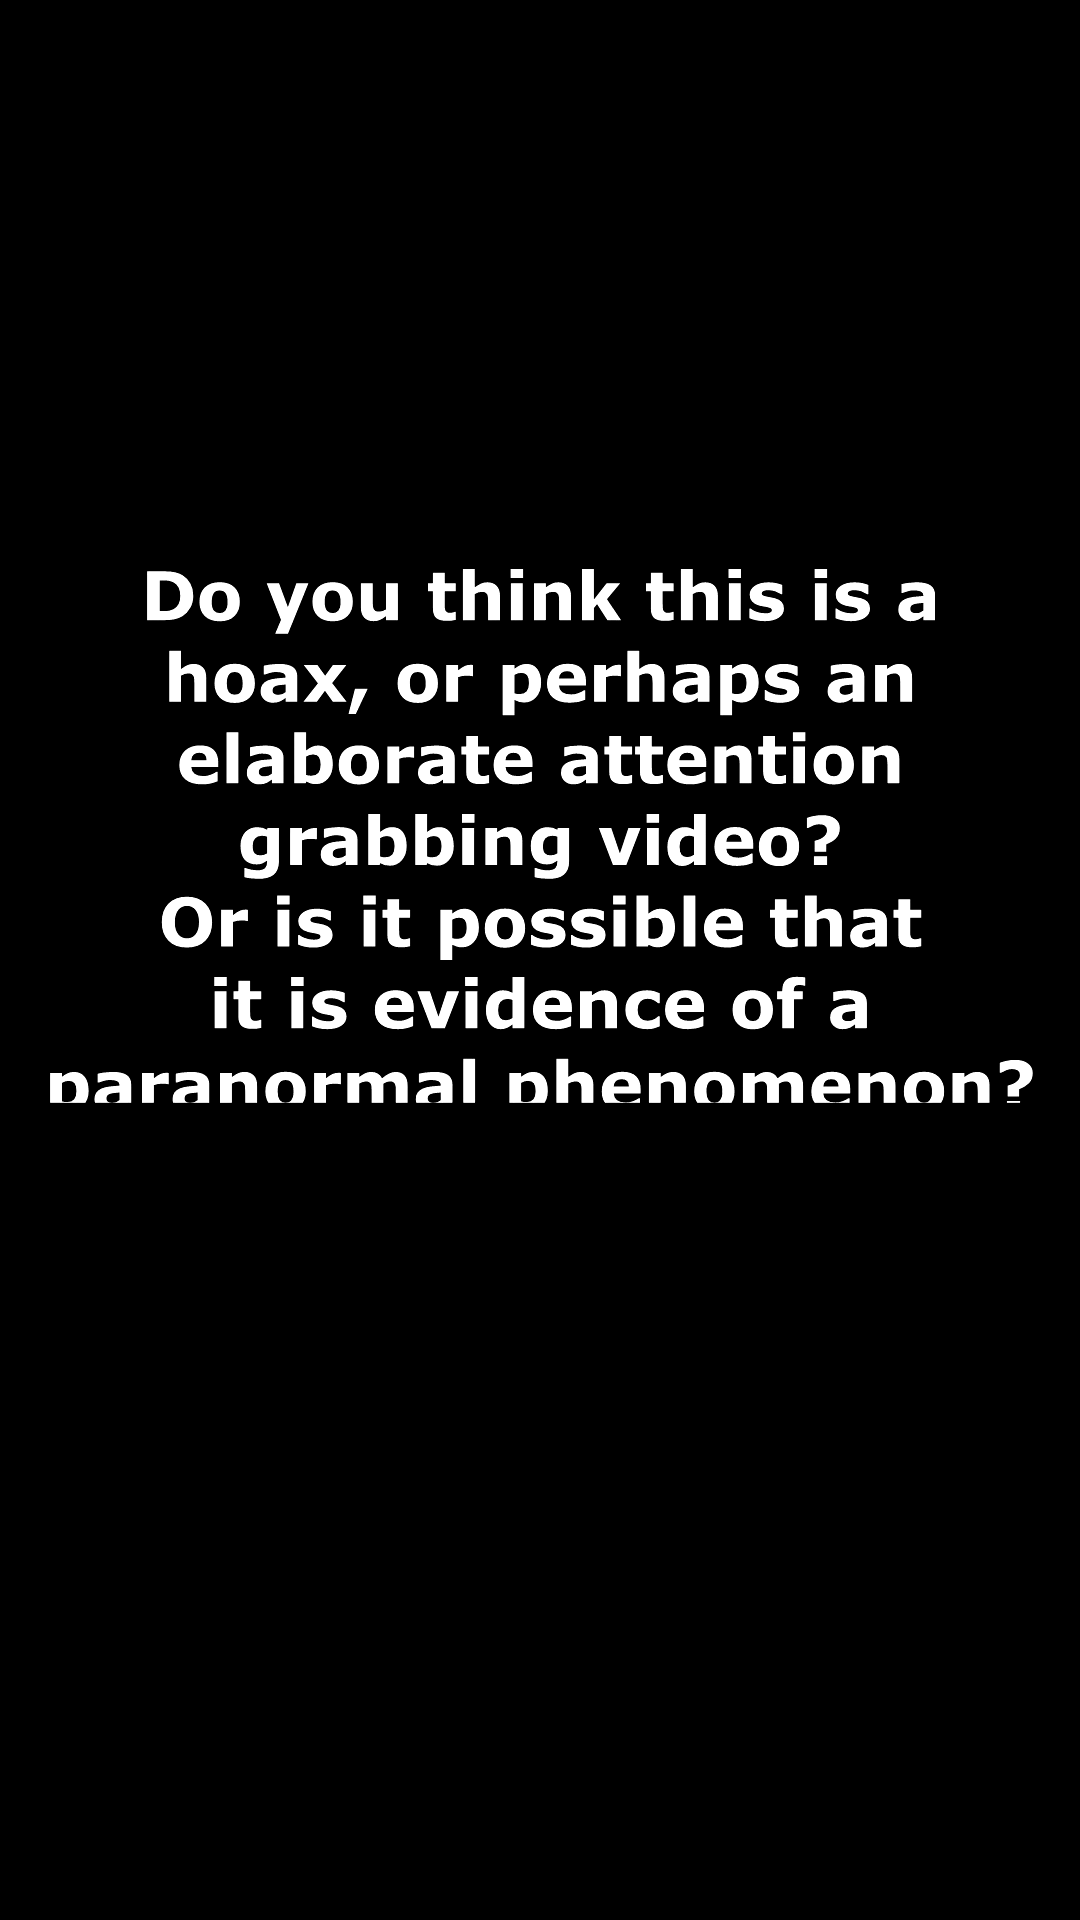 Do you think this is a
hoax, or perhaps an
elaborate attention
grabbing video?
Or is it possible that
it is evidence of a
paranormal phenomenon?